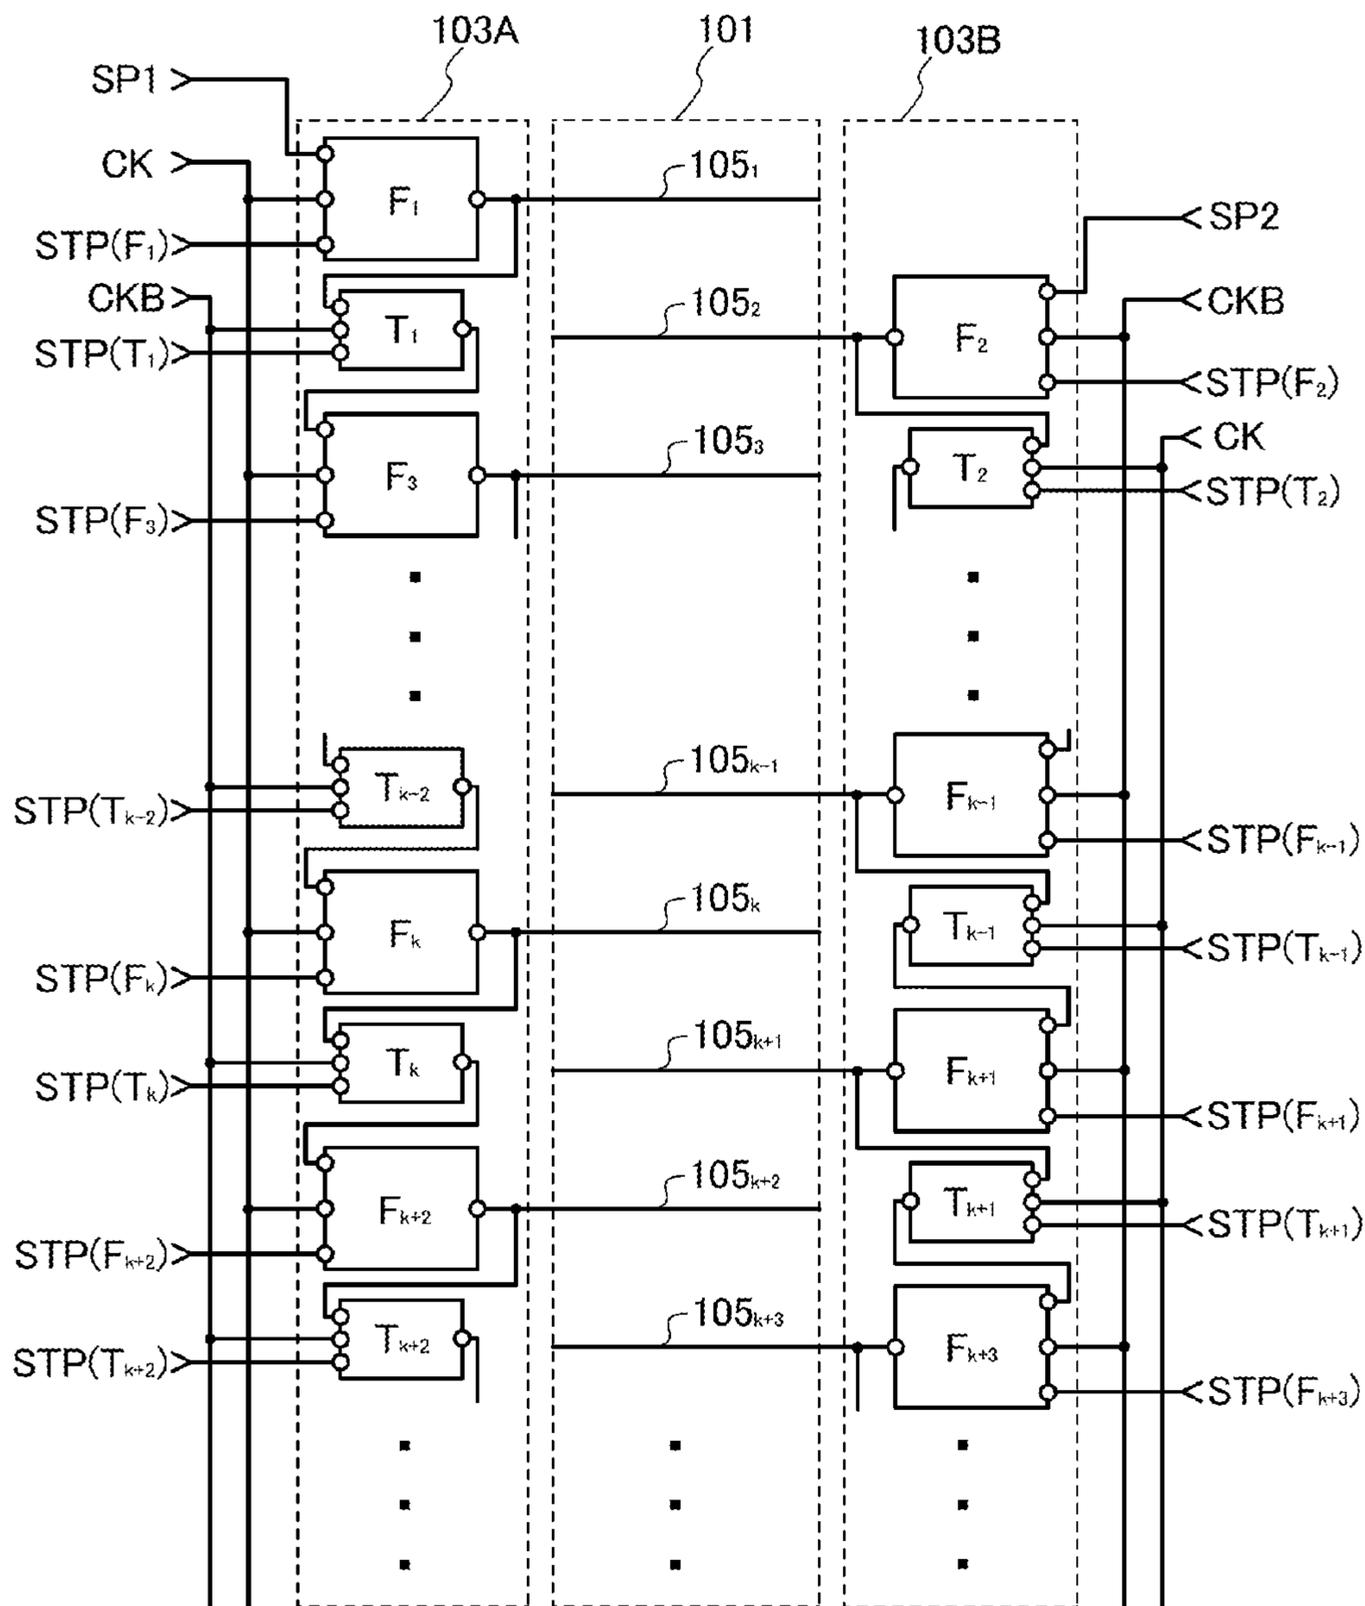 103A 101 103B
SP1
CK
105₁
F₁
SP2
STP(F₁)
CKB
105₂
CKB
T₁
F₂
STP(T₁)
STP(F₂)
105₃
CK
F₃
T₂
STP(T₂)
STP(F₃)
105ₖ₋₁
Tₖ₋₂
Fₖ₋₁
STP(Tₖ₋₂)
STP(Fₖ₋₁)
105ₖ
Fₖ
Tₖ₋₁
STP(Tₖ₋₁)
STP(Fₖ)
105ₖ₊₁
Tₖ
Fₖ₊₁
STP(Tₖ)
STP(Fₖ₊₁)
105ₖ₊₂
Fₖ₊₂
Tₖ₊₁
STP(Tₖ₊₁)
STP(Fₖ₊₂)
105ₖ₊₃
Tₖ₊₂
Fₖ₊₃
STP(Tₖ₊₂)
STP(Fₖ₊₃)